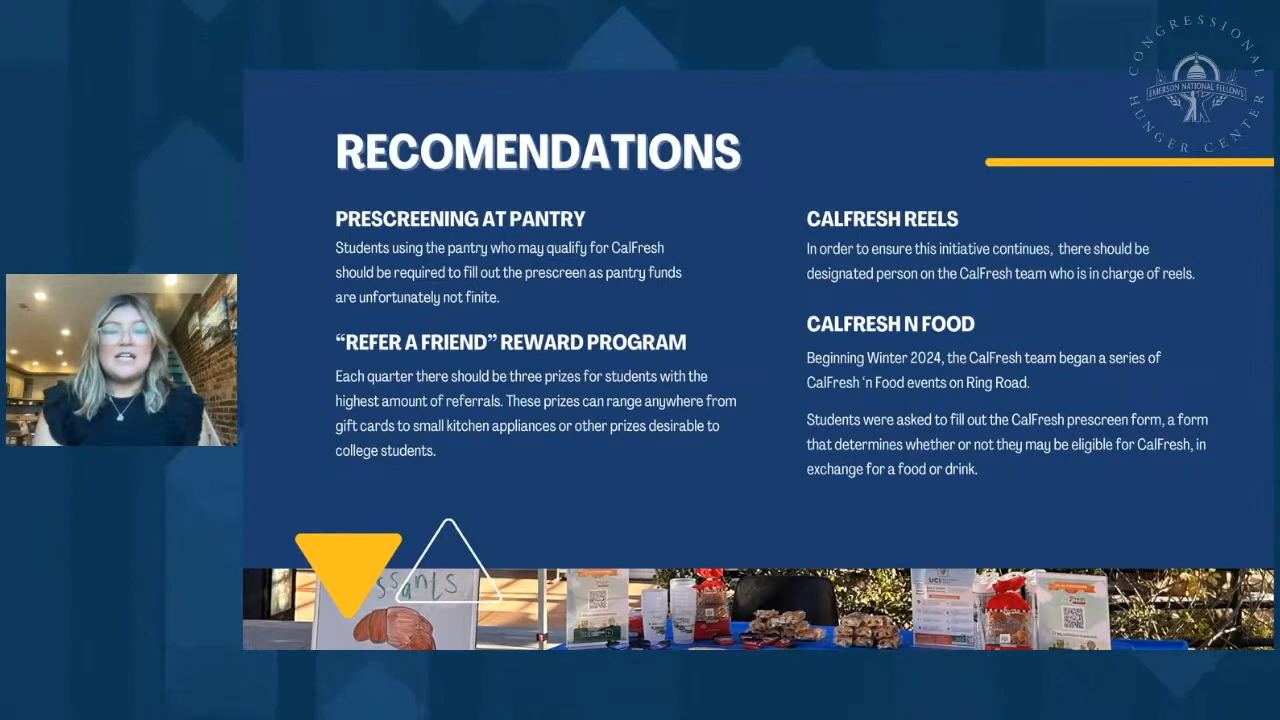 CONGRESSIONAL
EMERSON NATIONAL FELLOWS
HUNGER CENTER
RECOMENDATIONS
PRESCREENING AT PANTRY
Students using the pantry who may qualify for CalFresh
should be required to fill out the prescreen as pantry funds
are unfortunately not finite.
“REFER A FRIEND” REWARD PROGRAM
Each quarter there should be three prizes for students with the
highest amount of referrals. These prizes can range anywhere from
gift cards to small kitchen appliances or other prizes desirable to
college students.
CALFRESH REELS
In order to ensure this initiative continues, there should be
designated person on the CalFresh team who is in charge of reels.
CALFRESH N FOOD
Beginning Winter 2024, the CalFresh team began a series of
CalFresh ‘n Food events on Ring Road.
Students were asked to fill out the CalFresh prescreen form, a form
that determines whether or not they may be eligible for CalFresh, in
exchange for a food or drink.
ssants
UCI